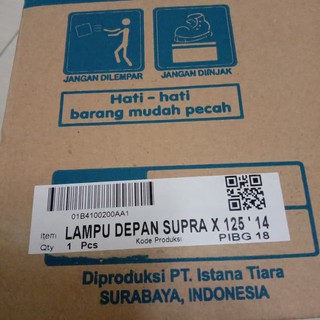 JANGAN DILEMPAR JANGAN DIINJAK
Hati - hati
barang mudah pecah
01B4100200AA1
Item: LAMPU DEPAN SUPRA X 125 ' 14
Qty 1 Pcs Kode Produksi PIBG 18
Diproduksi PT. Istana Tiara
SURABAYA, INDONESIA